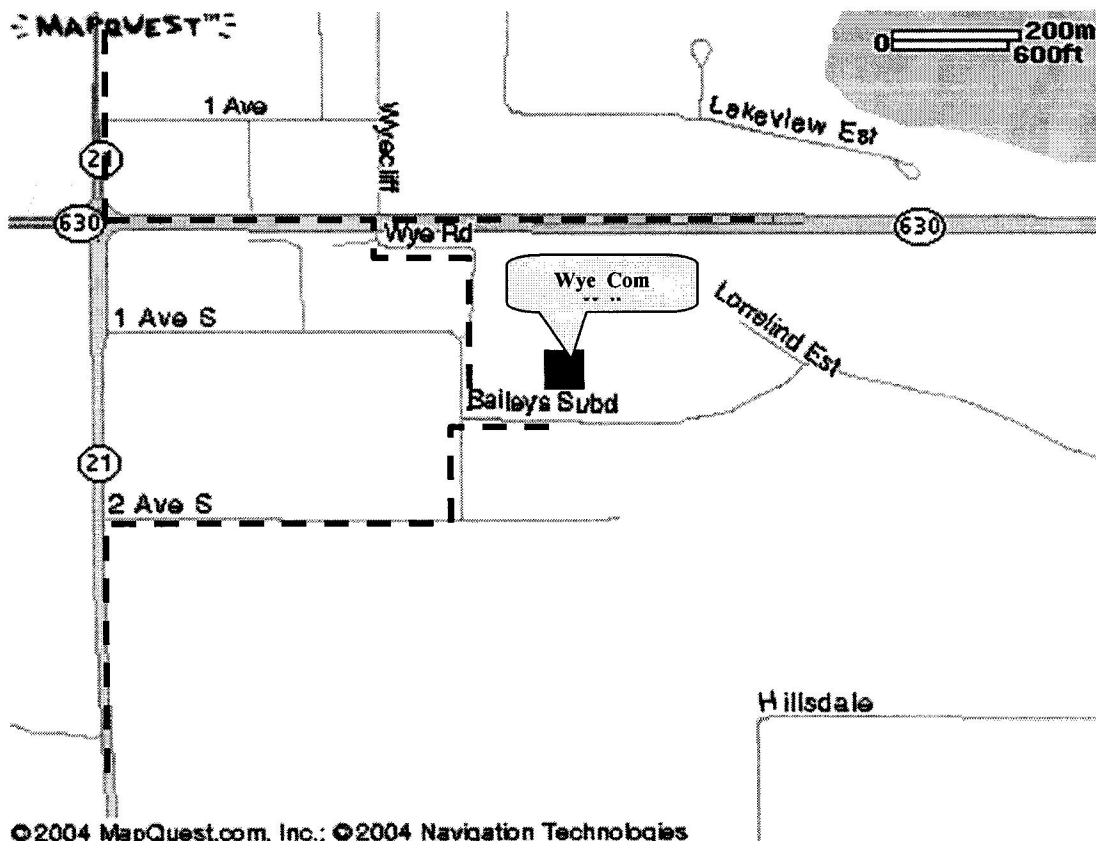 MAPQUEST™
0 200m
600ft
1 Ave
Wyecliff
Lakeview Est
21
630
Wye Rd
630
Wye Com
1 Ave S
Lorrelind Est
Baileys Subd
21
2 Ave S
Hillsdale
©2004 MapQuest.com, Inc.; ©2004 Navigation Technologies